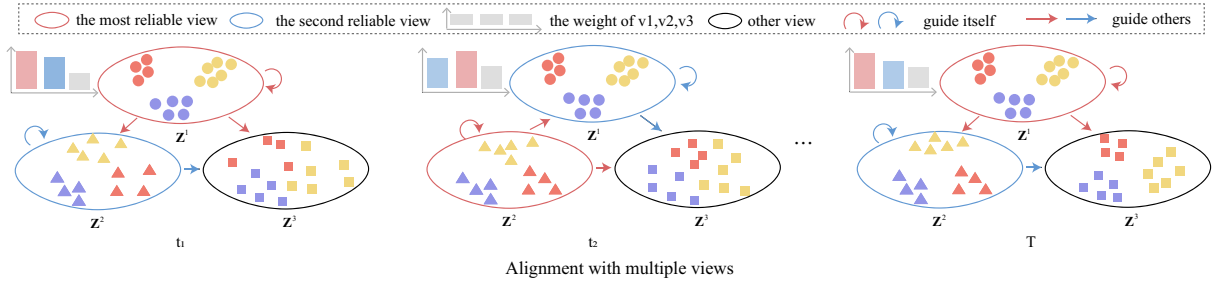 the most reliable view the second reliable view the weight of v1,v2,v3 other view guide itself guide others
Z¹ Z¹ Z¹
...
Z² Z³ Z² Z³ Z² Z³
t₁ t₂ T
Alignment with multiple views